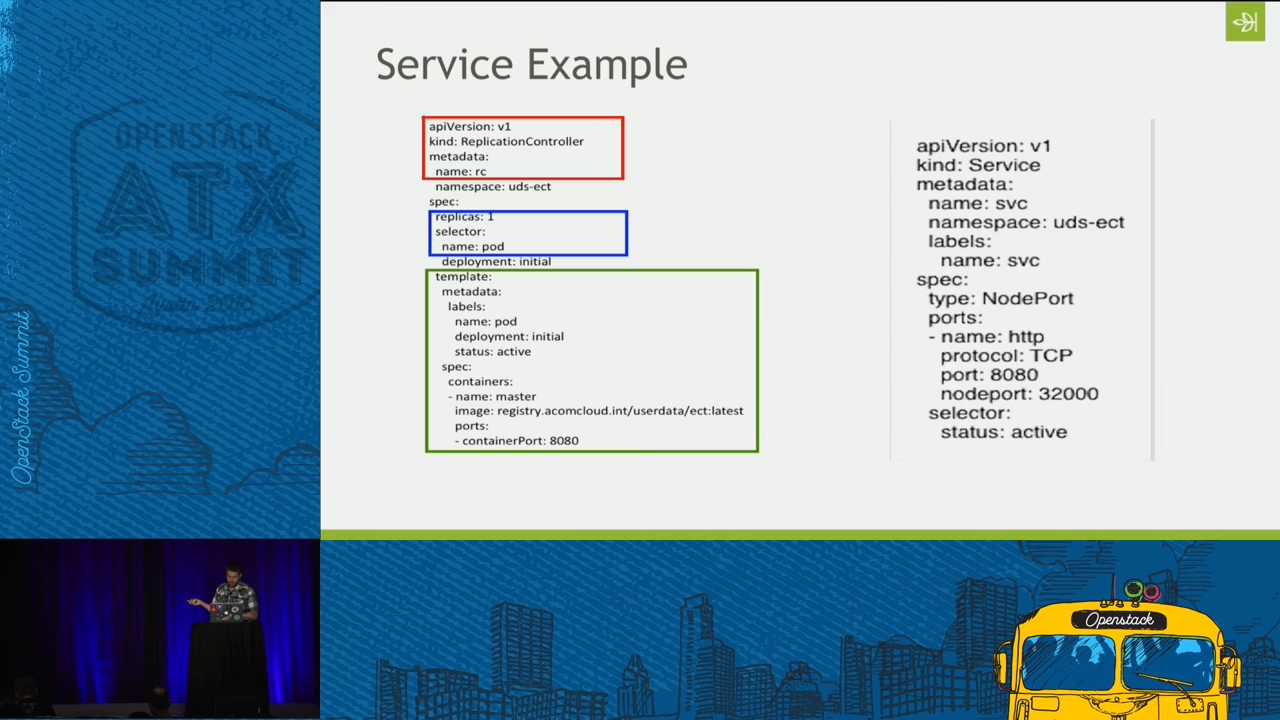 Service Example
apiVersion: v1
kind: ReplicationController
metadata:
name: rc
namespace: uds-ect
spec:
replicas: 1
selector:
name: pod
deployment: initial
template:
metadata:
labels:
name: pod
deployment: initial
status: active
spec:
containers:
- name: master
image: registry.acomcloud.int/userdata/ect:latest
ports:
- containerPort: 8080
apiVersion: v1
kind: Service
metadata:
name: svc
namespace: uds-ect
labels:
name: svc
spec:
type: NodePort
ports:
- name: http
protocol: TCP
port: 8080
nodeport: 32000
selector:
status: active
OPENSTACK
ATX
SUMMIT
OpenStack Summit
Openstack